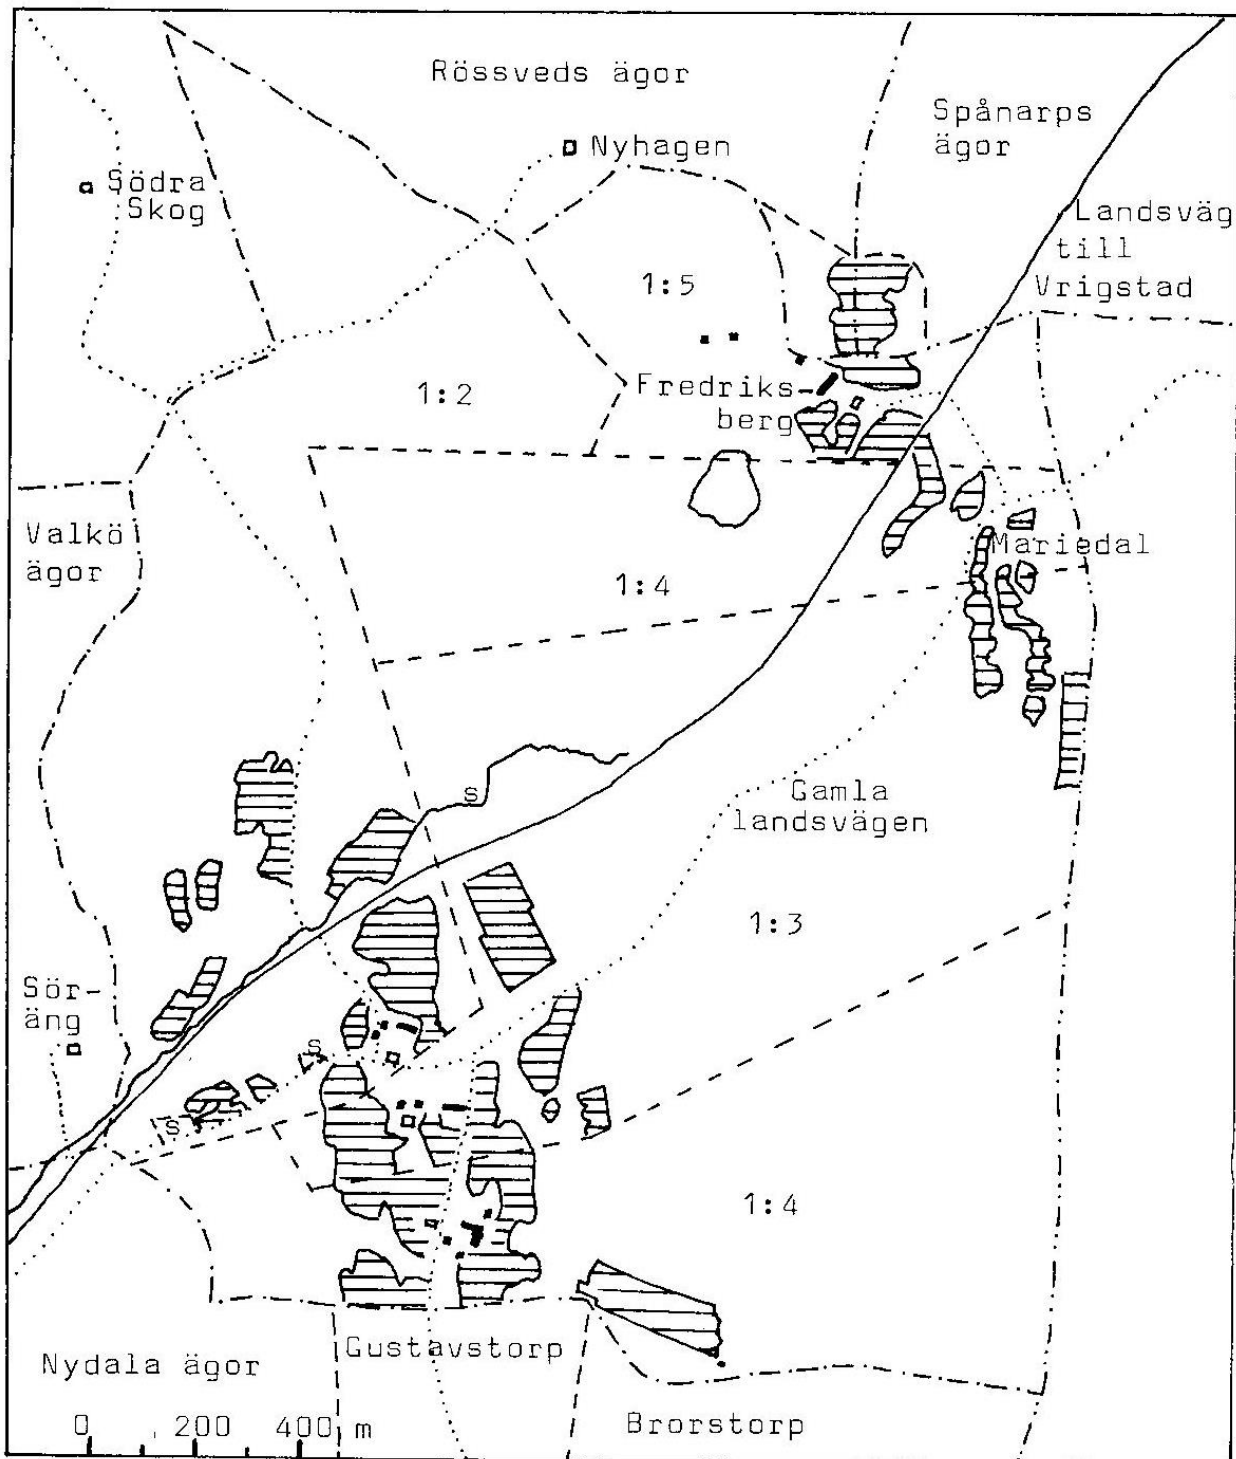 Rössveds ägor
Spånarps
ägor
Nyhagen
Södra
Skog
Landsväg
till
Vrigstad
1:5
1:2
Fredriks-
berg
Valkö
ägor
Mariedal
1:4
s
Gamla
landsvägen
1:3
Sör-
äng
s
s
1:4
Gustavstorp
Nydala ägor
Brorstorp
0 200 400 m